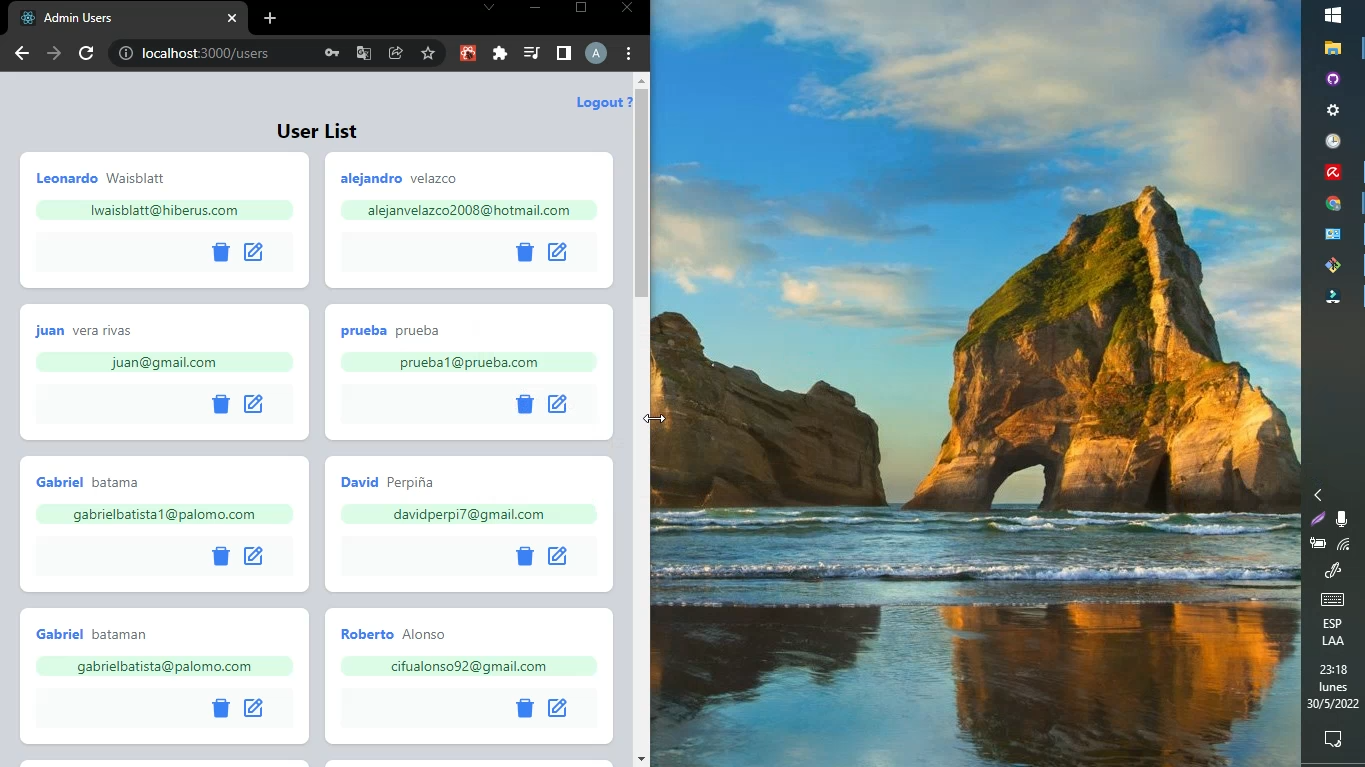 Admin Users
localhost:3000/users
A
Logout ?
User List
Leonardo Waisblatt
lwaisblatt@hiberus.com
alejandro velazco
alejanvelazco2008@hotmail.com
juan vera rivas
juan@gmail.com
prueba prueba
prueba1@prueba.com
Gabriel batama
gabrielbatista1@palomo.com
David Perpiña
davidperpi7@gmail.com
Gabriel bataman
gabrielbatista@palomo.com
Roberto Alonso
cifualonso92@gmail.com
ESP
LAA
23:18
lunes
30/5/2022